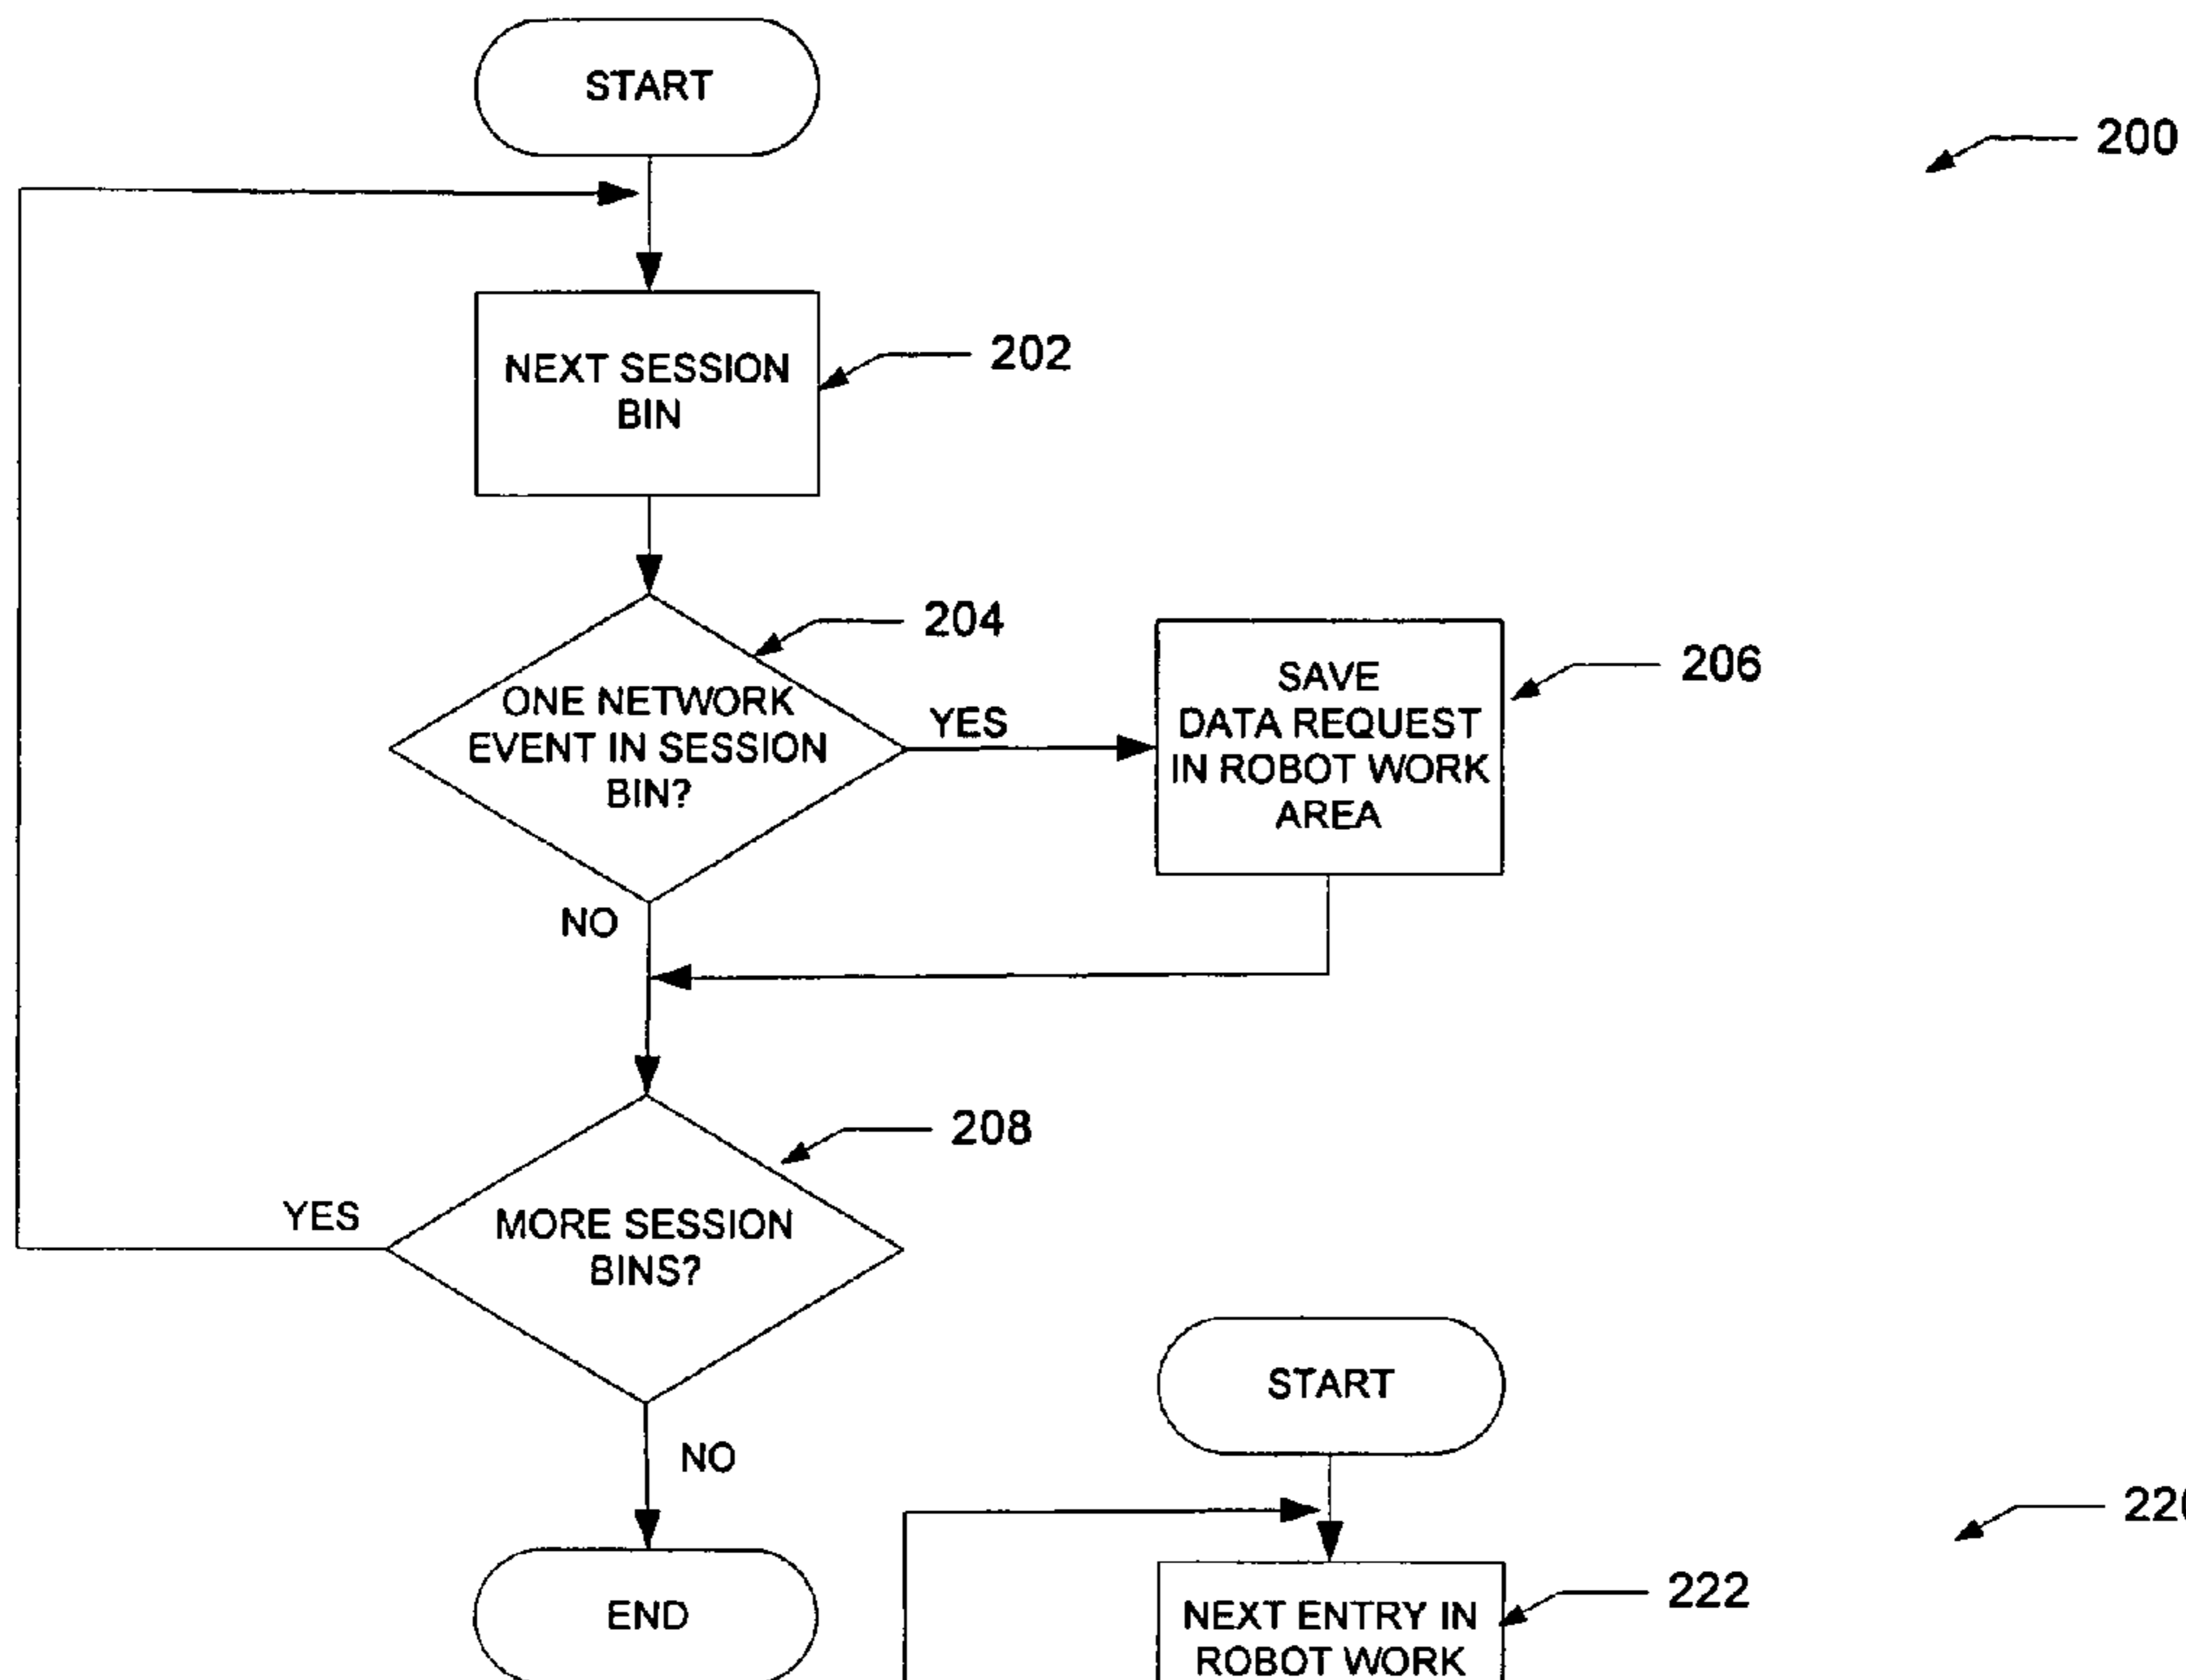 START
200
NEXT SESSION
BIN
202
204
ONE NETWORK
EVENT IN SESSION
BIN?
YES
SAVE
DATA REQUEST
IN ROBOT WORK
AREA
206
NO
208
YES
MORE SESSION
BINS?
NO
END
START
222
NEXT ENTRY IN
ROBOT WORK